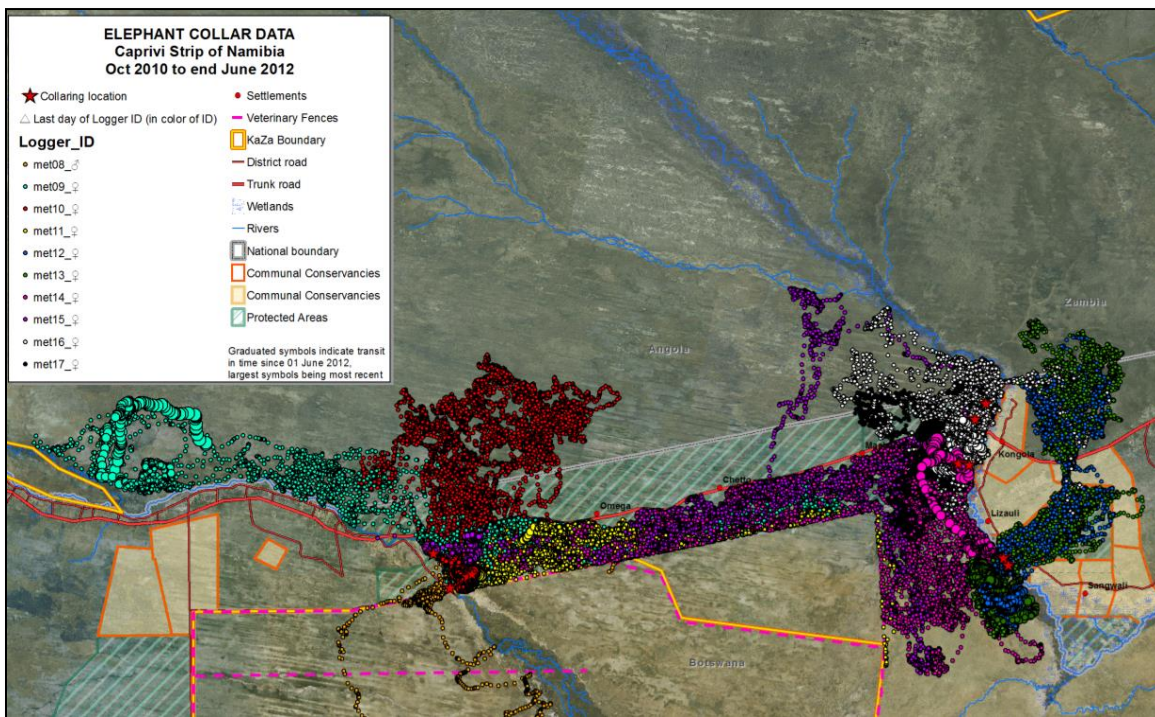 ELEPHANT COLLAR DATA
Caprivi Strip of Namibia
Oct 2010 to end June 2012
Collaring location
Last day of Logger ID (in color of ID)
Logger_ID
met08_♂
met09_♀
met10_♀
met11_♀
met12_♀
met13_♀
met14_♀
met15_♀
met16_♀
met17_♀
Settlements
Veterinary Fences
KaZa Boundary
District road
Trunk road
Wetlands
Rivers
National boundary
Communal Conservancies
Communal Conservancies
Protected Areas
Graduated symbols indicate transit
in time since 01 June 2012,
largest symbols being most recent
Zambia
Angola
Kongola
Chetto
Omega
Lizauli
Sangwali
Botswana